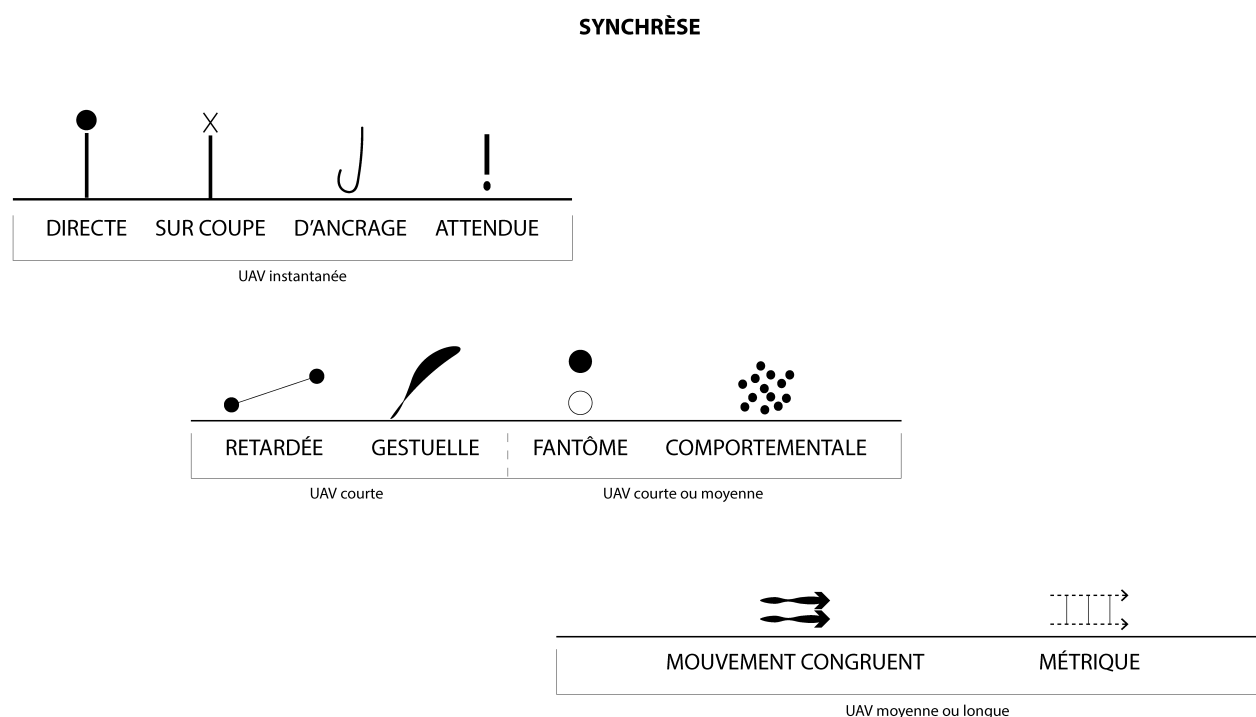 SYNCHRÈSE
DIRECTE SUR COUPE D’ANCRAGE ATTENDUE
UAV instantanée
RETARDÉE GESTUELLE FANTÔME COMPORTEMENTALE
UAV courte UAV courte ou moyenne
MOUVEMENT CONGRUENT MÉTRIQUE
UAV moyenne ou longue